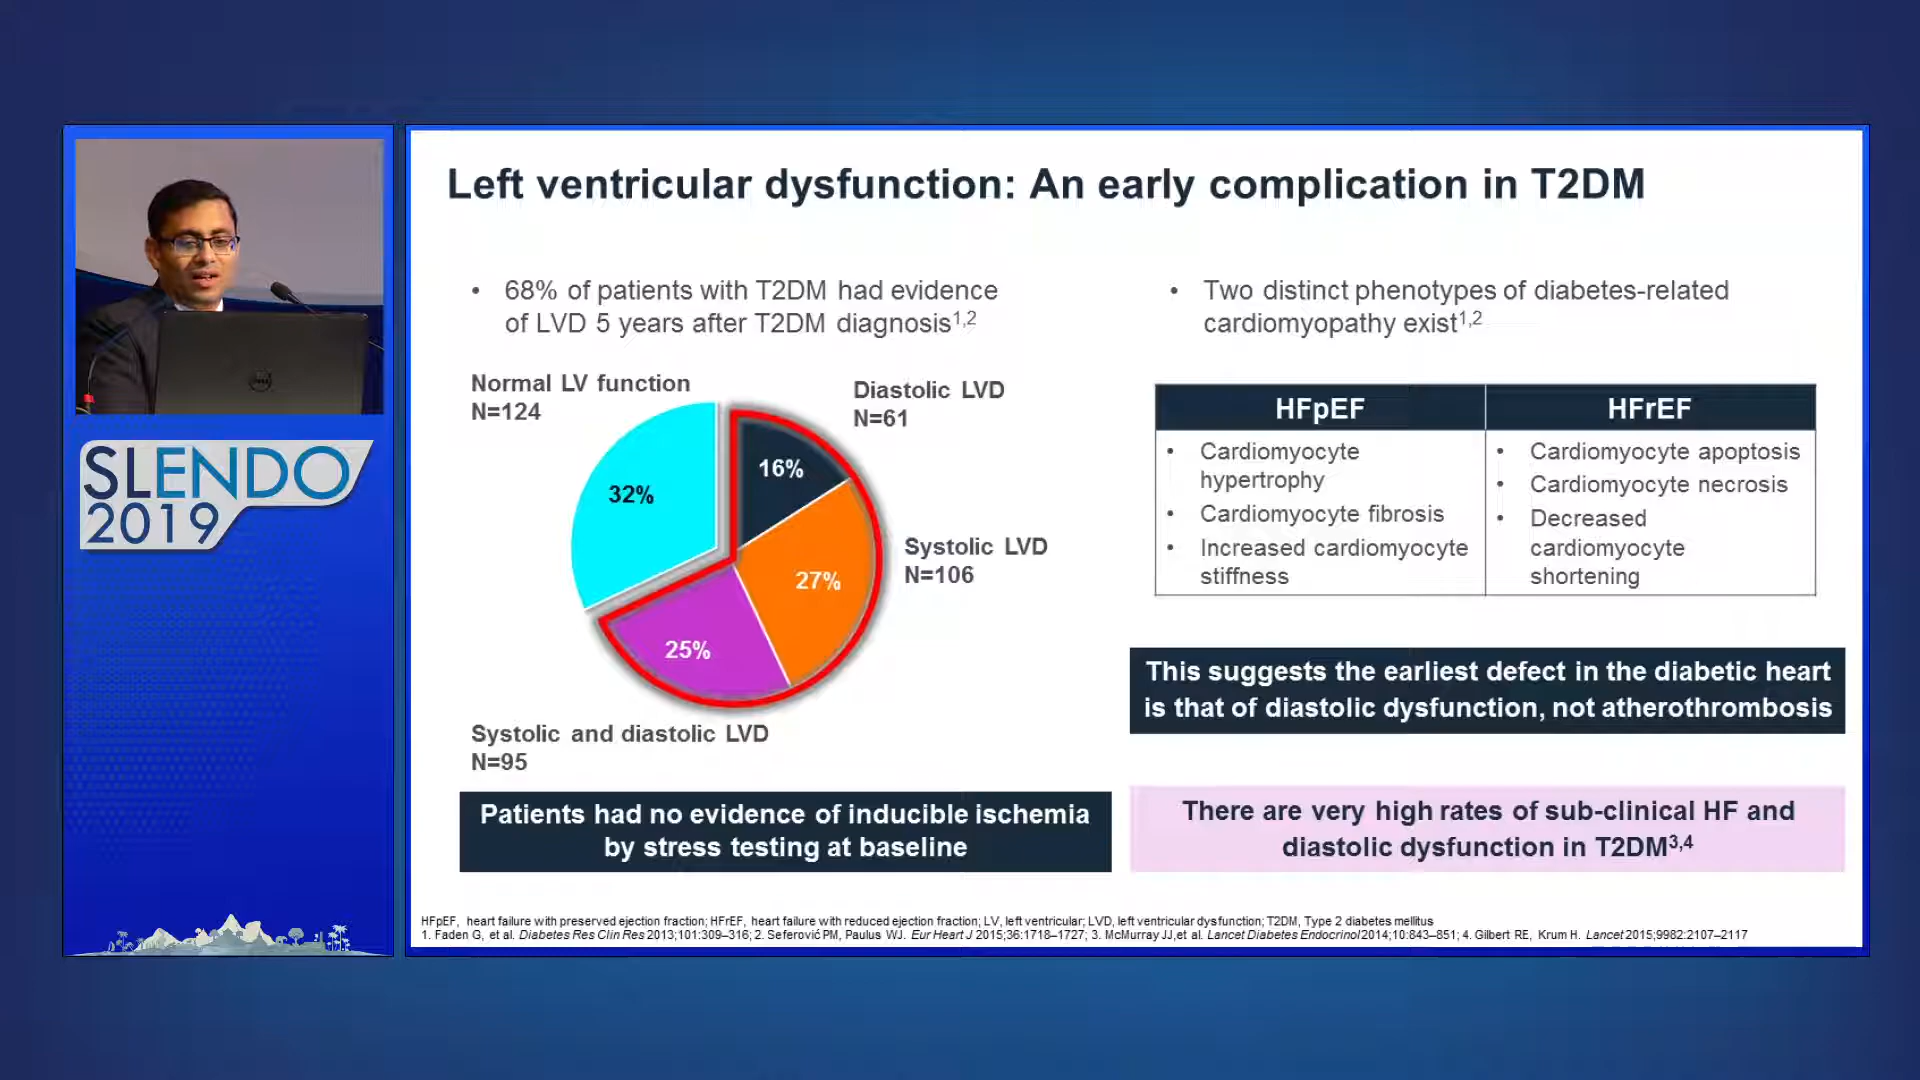 Left ventricular dysfunction: An early complication in T2DM
• 68% of patients with T2DM had evidence
of LVD 5 years after T2DM diagnosis1,2
Normal LV function
N=124
Diastolic LVD
N=61
16%
32%
Systolic LVD
N=106
27%
25%
Systolic and diastolic LVD
N=95
Patients had no evidence of inducible ischemia
by stress testing at baseline
• Two distinct phenotypes of diabetes-related
cardiomyopathy exist1,2
HFpEF
• Cardiomyocyte
hypertrophy
• Cardiomyocyte fibrosis
• Increased cardiomyocyte
stiffness
HFrEF
• Cardiomyocyte apoptosis
• Cardiomyocyte necrosis
• Decreased
cardiomyocyte
shortening
This suggests the earliest defect in the diabetic heart
is that of diastolic dysfunction, not atherothrombosis
There are very high rates of sub-clinical HF and
diastolic dysfunction in T2DM3,4
HFpEF, heart failure with preserved ejection fraction; HFrEF, heart failure with reduced ejection fraction; LV, left ventricular; LVD, left ventricular dysfunction; T2DM, Type 2 diabetes mellitus
1. Faden G, et al. Diabetes Res Clin Res 2013;101:309–316; 2. Seferović PM, Paulus WJ. Eur Heart J 2015;36:1718–1727; 3. McMurray JJ,et al. Lancet Diabetes Endocrinol 2014;10:843–851; 4. Gilbert RE, Krum H. Lancet 2015;9982:2107–2117
SLENDO
2019
DELL